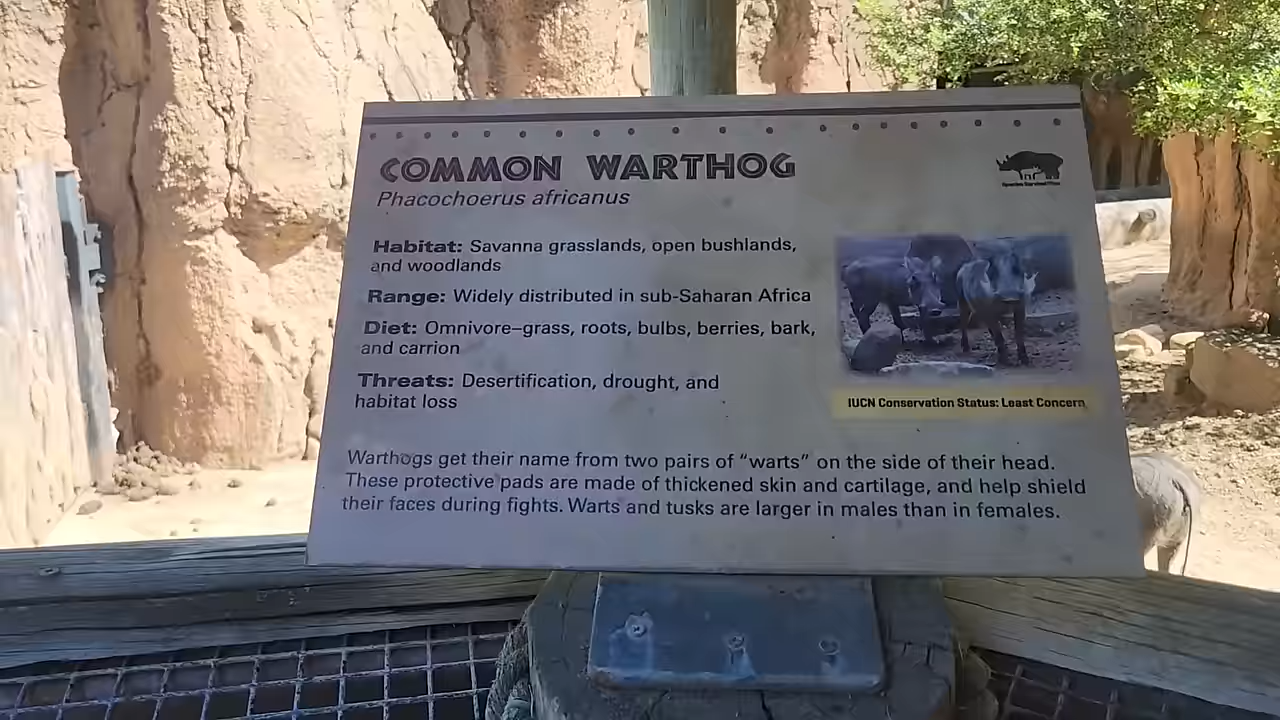 COMMON WARTHOG
Phacochoerus africanus
Habitat: Savanna grasslands, open bushlands,
and woodlands
Range: Widely distributed in sub-Saharan Africa
Diet: Omnivore–grass, roots, bulbs, berries, bark,
and carrion
Threats: Desertification, drought, and
habitat loss
Species Survival Plan
IUCN Conservation Status: Least Concern
Warthogs get their name from two pairs of “warts” on the side of their head.
These protective pads are made of thickened skin and cartilage, and help shield
their faces during fights. Warts and tusks are larger in males than in females.